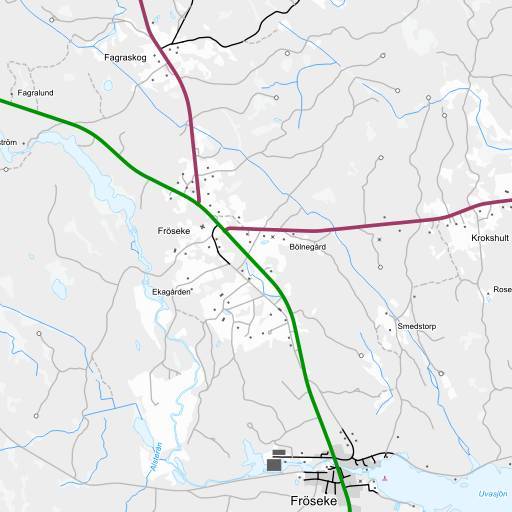 Fagraskog
Fagralund
ström
Krokshult
Fröseke
Bölnegård
Ekagården
Rose
Smedstorp
Alsterån
Uvasjön
Fröseke